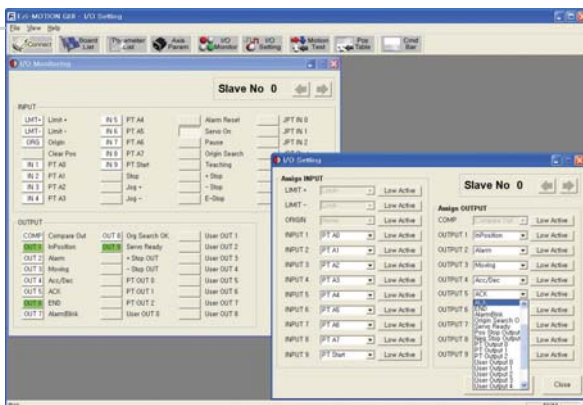 Ezi-MOTION GUI - I/O Setting
File View Help
Connect
Board List
Parameter List
Axis Param
I/O Monitor
I/O Setting
Motion Test
Pos Table
Cmd Bar
I/O Monitoring
Slave No 0
INPUT
LMT+ Limit + IN 5 PT A4 Alarm Reset JPT IN 0
LMT- Limit - IN 6 PT A5 Servo On JPT IN 1
ORG Origin IN 7 PT A6 Pause JPT IN 2
Clear Pos IN 8 PT A7 Origin Search
IN 1 PT A0 IN 9 PT Start Teaching
IN 2 PT A1 Stop + Stop
IN 3 PT A2 Jog + - Stop
IN 4 PT A3 Jog - E-Stop
OUTPUT
COMP Compare Out OUT 8 Org Search OK User OUT 1
OUT 1 InPosition OUT 9 Servo Ready User OUT 2
OUT 2 Alarm + Stop OUT User OUT 3
OUT 3 Moving - Stop OUT User OUT 4
OUT 4 Acc/Dec PT OUT 0 User OUT 5
OUT 5 ACK PT OUT 1 User OUT 6
OUT 6 END PT OUT 2 User OUT 7
OUT 7 AlarmBlink User OUT 0 User OUT 8
I/O Setting
Slave No 0
Assign INPUT
LIMIT + Low Active
LIMIT - Low Active
ORIGIN Low Active
INPUT 1 PT A0 Low Active
INPUT 2 PT A1 Low Active
INPUT 3 PT A2 Low Active
INPUT 4 PT A3 Low Active
INPUT 5 PT A4 Low Active
INPUT 6 PT A5 Low Active
INPUT 7 PT A6 Low Active
INPUT 8 PT A7 Low Active
INPUT 9 PT Start Low Active
Assign OUTPUT
COMP Compare Out Low Active
OUTPUT 1 InPosition Low Active
OUTPUT 2 Alarm Low Active
OUTPUT 3 Moving Low Active
OUTPUT 4 Acc/Dec Low Active
OUTPUT 5 ACK Low Active
OUTPUT 6 Low Active
OUTPUT 7 Low Active
OUTPUT 8 Low Active
OUTPUT 9 Low Active
ACK
END
AlarmBlink
Origin Search O
Servo Ready
Pos Stop Output
Neg Stop Output
PT Output 0
PT Output 1
PT Output 2
User Output 0
User Output 1
User Output 2
User Output 3
User Output 4
Close